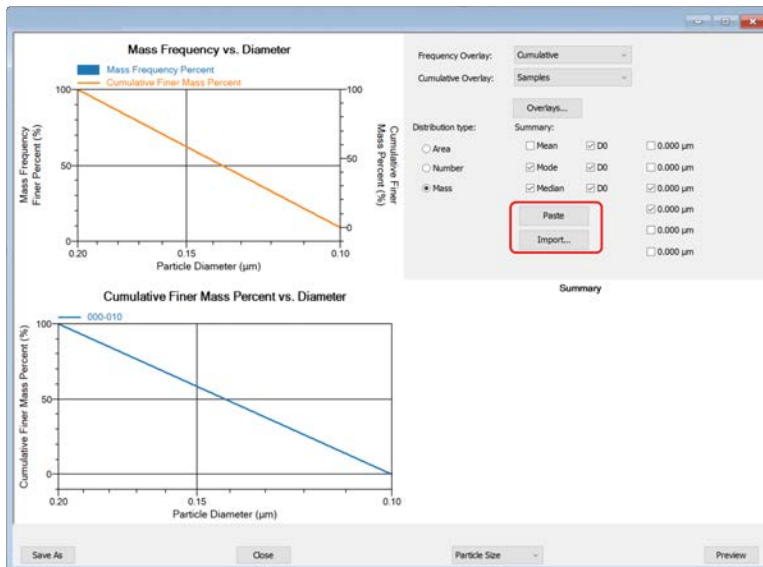 Mass Frequency vs. Diameter
Mass Frequency Percent
Cumulative Finer Mass Percent
100
50
0
100
50
0
Mass Frequency
Finer Percent (%)
Cumulative Finer
Mass Percent (%)
0.20
0.15
0.10
Particle Diameter (µm)
Cumulative Finer Mass Percent vs. Diameter
000-010
100
50
0
Cumulative Finer Mass Percent (%)
0.20
0.15
0.10
Particle Diameter (µm)
Frequency Overlay: Cumulative
Cumulative Overlay: Samples
Overlays...
Distribution type: Summary:
Area Mean D0 0.000 µm
Number Mode D0 0.000 µm
Mass Median D0 0.000 µm
Paste 0.000 µm
Import... 0.000 µm
0.000 µm
Summary
Save As Close Particle Size Preview